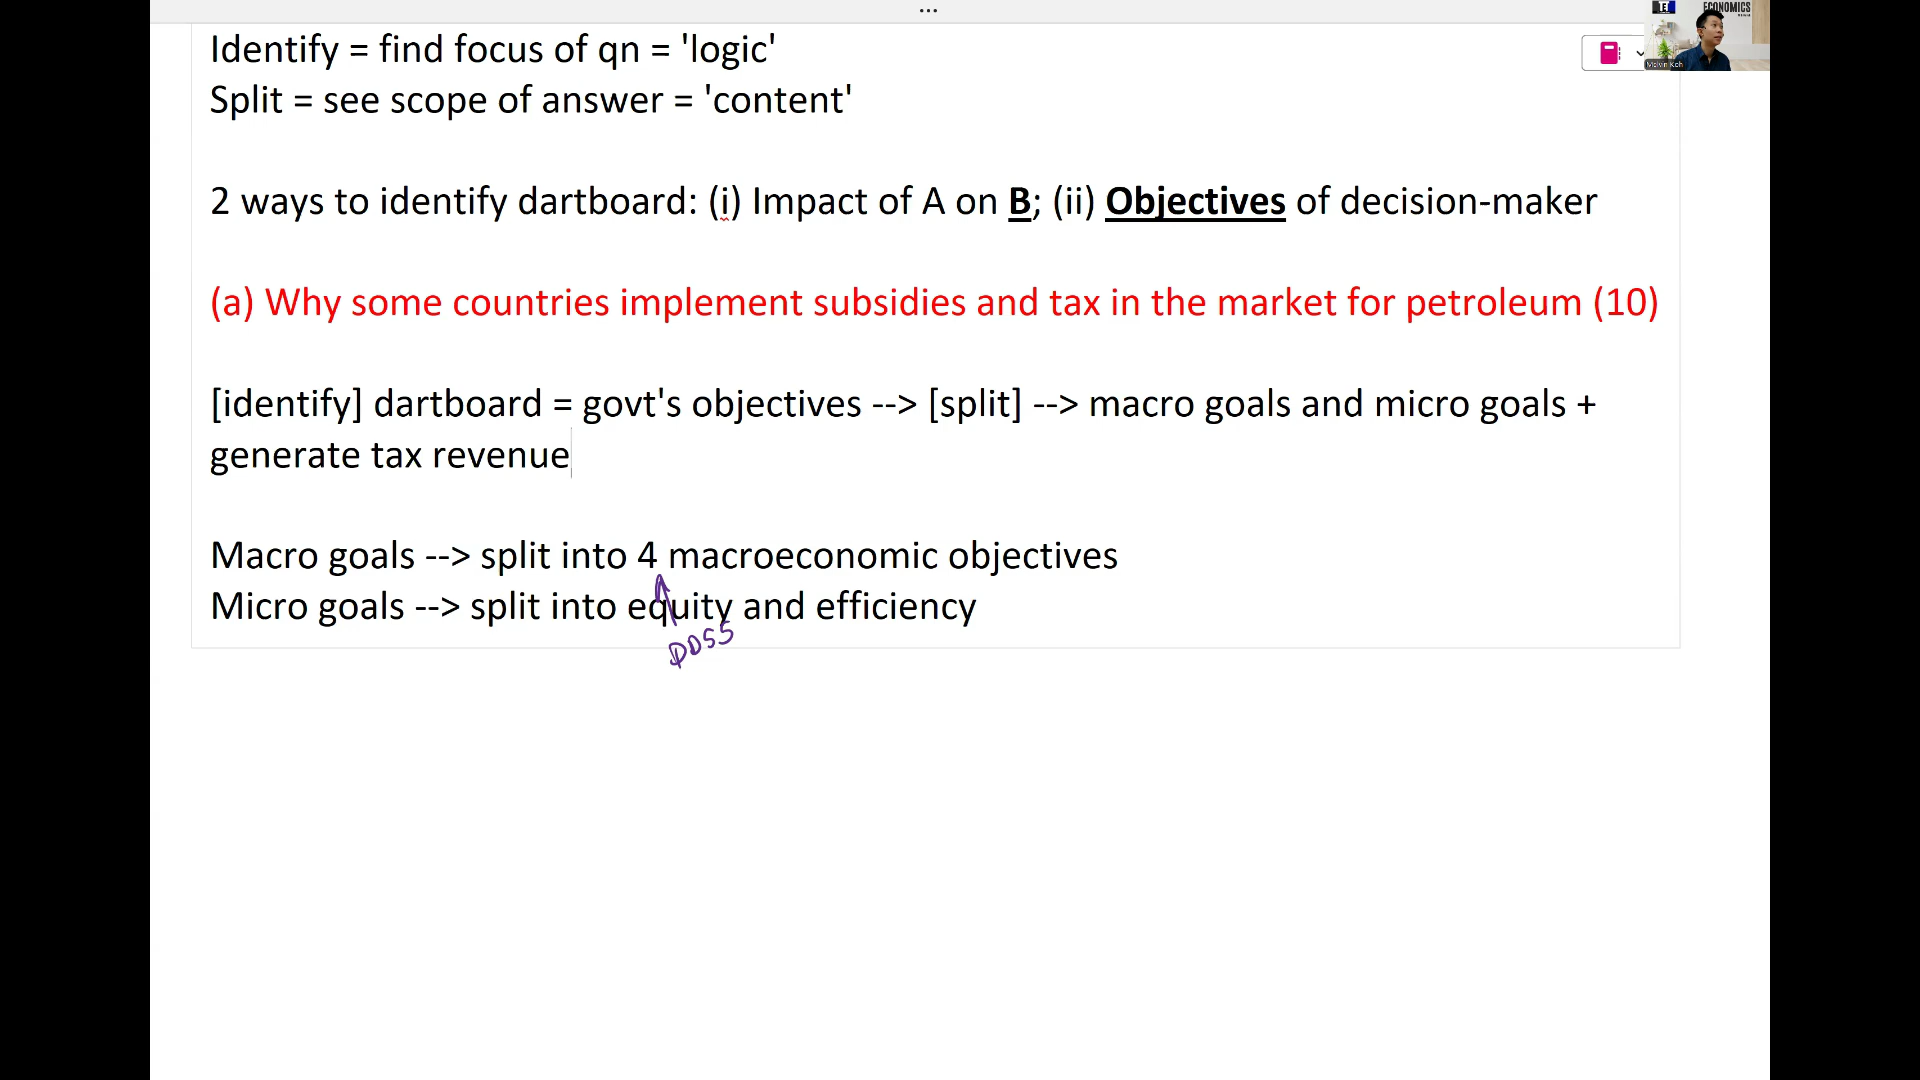 ...
ECONOMICS
Melvin Koh
Identify = find focus of qn = 'logic'
Split = see scope of answer = 'content'
2 ways to identify dartboard: (i) Impact of A on B; (ii) Objectives of decision-maker
(a) Why some countries implement subsidies and tax in the market for petroleum (10)
[identify] dartboard = govt's objectives --> [split] --> macro goals and micro goals +
generate tax revenue
Macro goals --> split into 4 macroeconomic objectives
Micro goals --> split into equity and efficiency